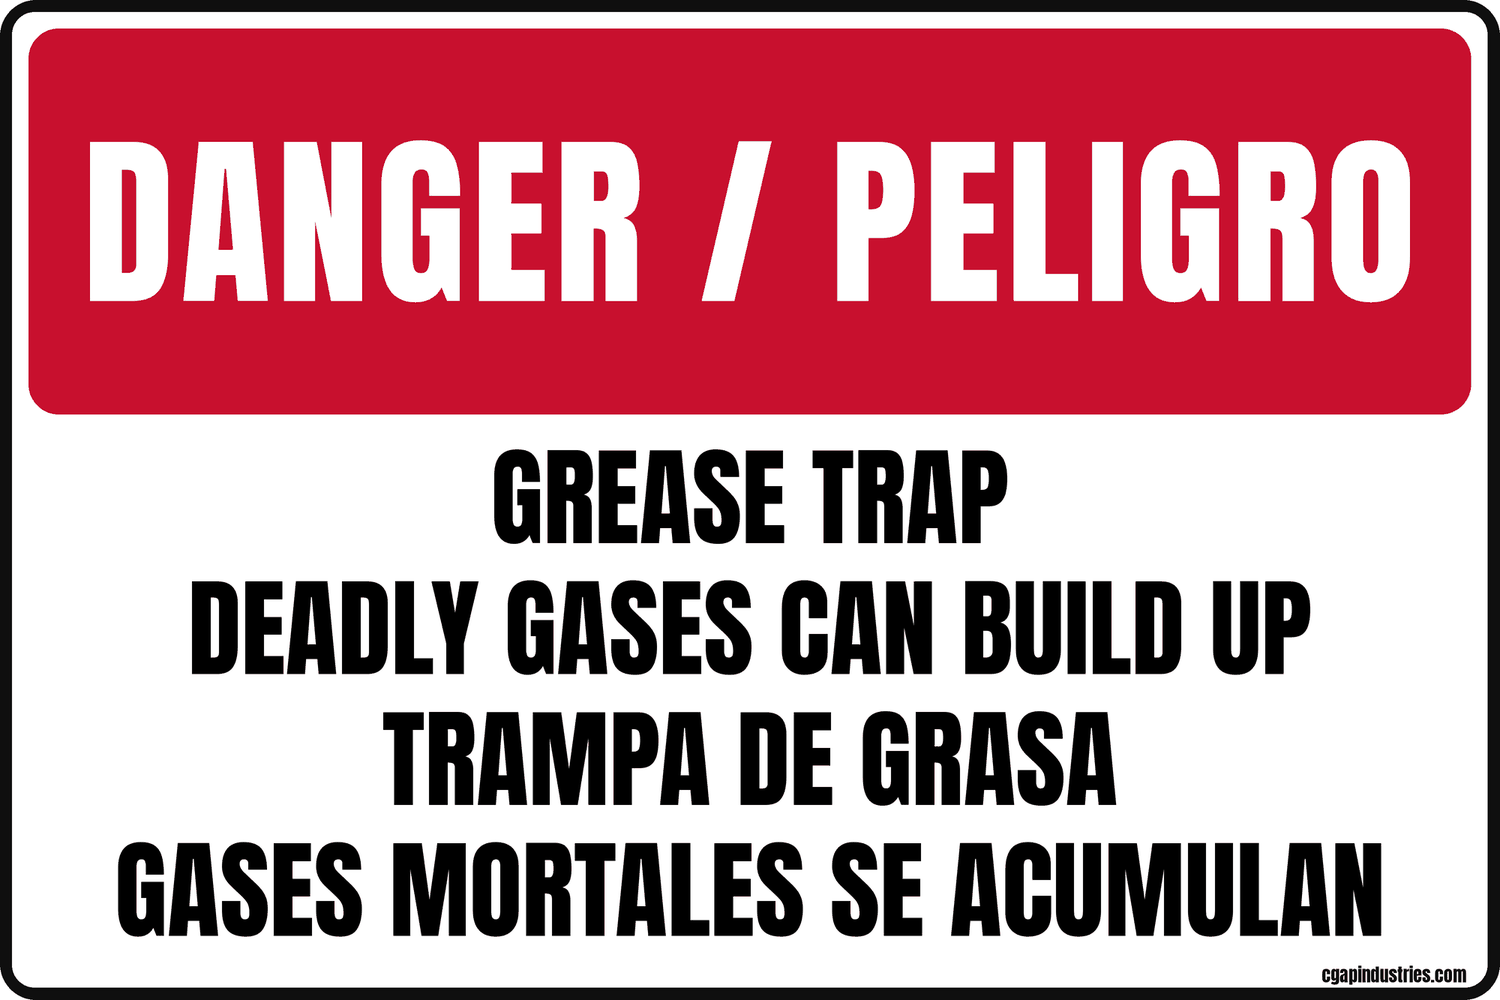 DANGER / PELIGRO
GREASE TRAP
DEADLY GASES CAN BUILD UP
TRAMPA DE GRASA
GASES MORTALES SE ACUMULAN
cgapindustries.com